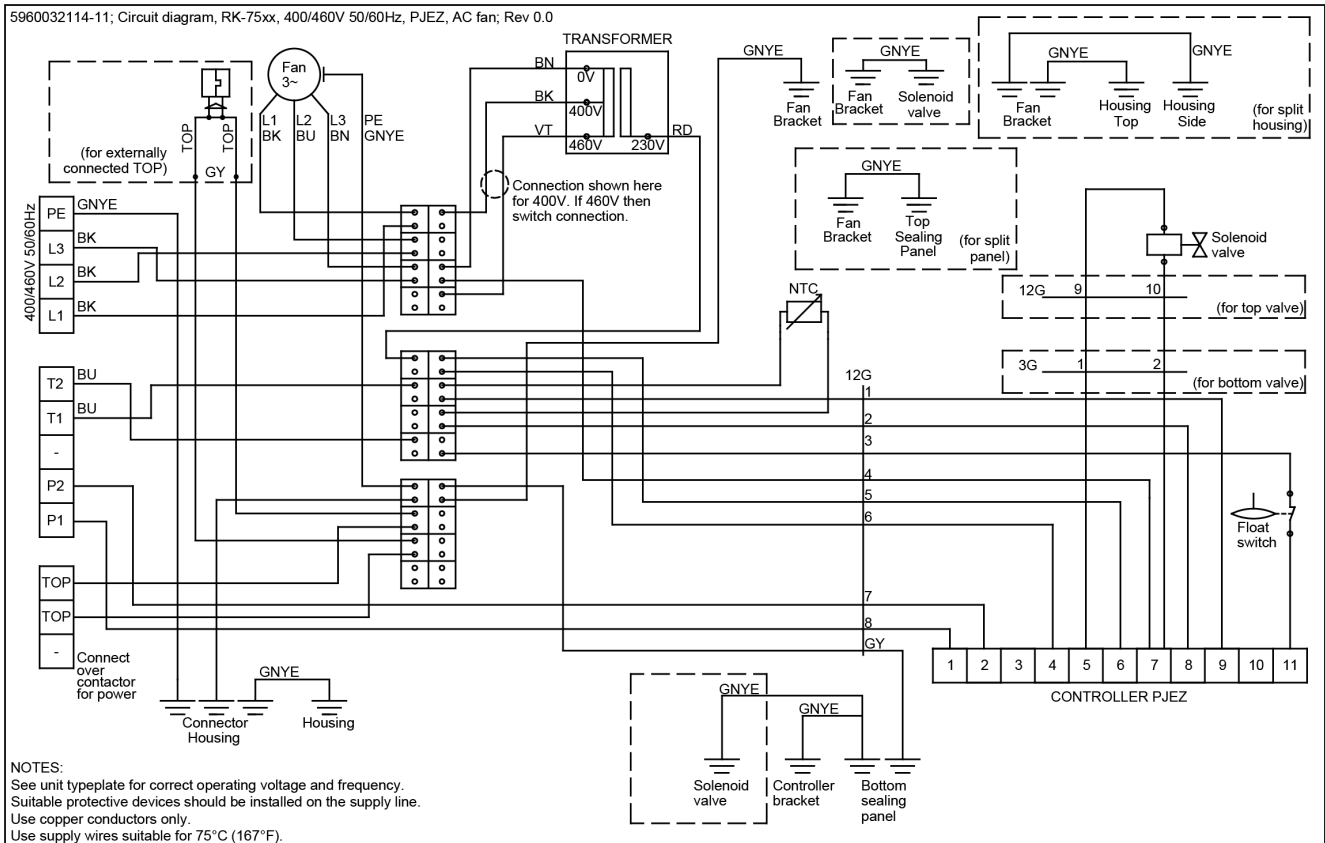 5960032114-11; Circuit diagram, RK-75xx, 400/460V 50/60Hz, PJEZ, AC fan; Rev 0.0
TOP
TOP
GY
(for externally
connected TOP)
Fan
3~
L1
BK
L2
BU
L3
BN
PE
GNYE
TRANSFORMER
BN
0V
BK
400V
VT
460V
230V
RD
Connection shown here
for 400V. If 460V then
switch connection.
GNYE
Fan
Bracket
GNYE
Fan
Bracket
Solenoid
valve
GNYE
GNYE
Fan
Bracket
Housing
Top
Housing
Side
(for split
housing)
GNYE
Fan
Bracket
Top
Sealing
Panel
(for split
panel)
400/460V 50/60Hz
PE
GNYE
L3
BK
L2
BK
L1
BK
T2
BU
T1
BU
-
P2
P1
TOP
TOP
-
Connect
over
contactor
for power
NTC
Solenoid
valve
12G
9
10
(for top valve)
3G
1
2
(for bottom valve)
12G
1
2
3
4
5
6
7
8
GY
Float
switch
1
2
3
4
5
6
7
8
9
10
11
CONTROLLER PJEZ
GNYE
Connector
Housing
Housing
GNYE
GNYE
Solenoid
valve
Controller
bracket
Bottom
sealing
panel
NOTES:
See unit typeplate for correct operating voltage and frequency.
Suitable protective devices should be installed on the supply line.
Use copper conductors only.
Use supply wires suitable for 75°C (167°F).